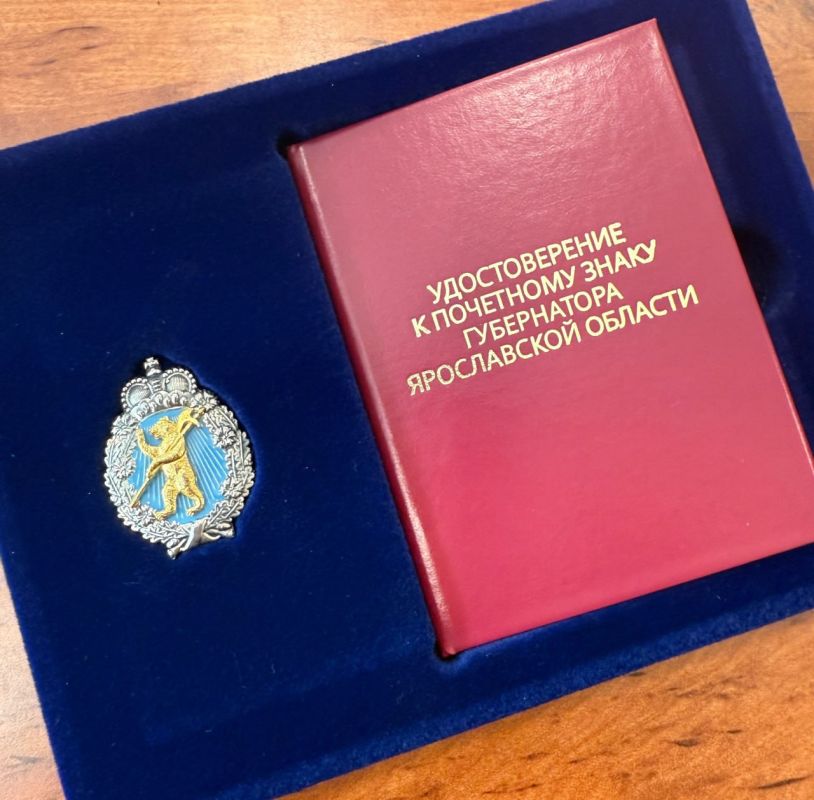 УДОСТОВЕРЕНИЕ
К ПОЧЕТНОМУ ЗНАКУ
ГУБЕРНАТОРА
ЯРОСЛАВСКОЙ ОБЛАСТИ